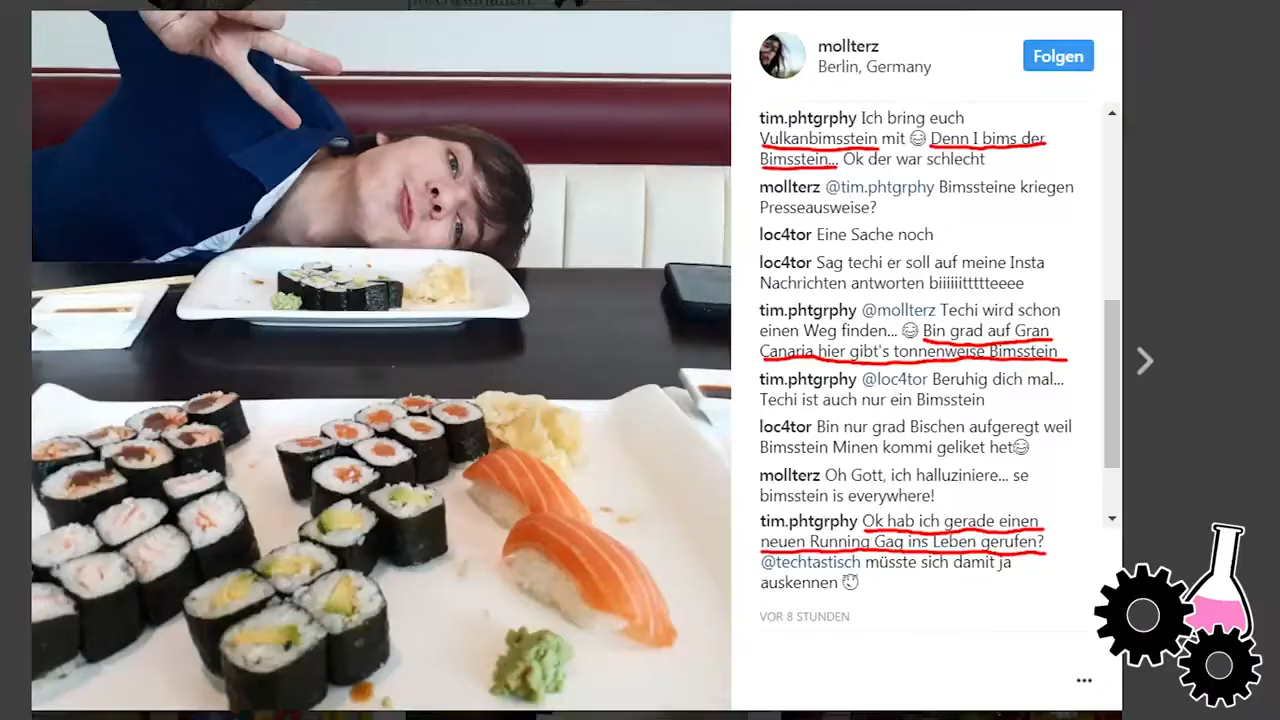 mollterz
Berlin, Germany
Folgen
tim.phtgrphy Ich bring euch
Vulkanbimsstein mit 😂 Denn I bims der
Bimsstein... Ok der war schlecht
mollterz @tim.phtgrphy Bimssteine kriegen
Presseausweise?
loc4tor Eine Sache noch
loc4tor Sag techi er soll auf meine Insta
Nachrichten antworten biiiiiittttteeee
tim.phtgrphy @mollterz Techi wird schon
einen Weg finden... 😂 Bin grad auf Gran
Canaria hier gibt's tonnenweise Bimsstein
tim.phtgrphy @loc4tor Beruhig dich mal...
Techi ist auch nur ein Bimsstein
loc4tor Bin nur grad Bischen aufgeregt weil
Bimsstein Minen kommi geliket het😂
mollterz Oh Gott, ich halluziniere... se
bimsstein is everywhere!
tim.phtgrphy Ok hab ich gerade einen
neuen Running Gag ins Leben gerufen?
@techtastisch müsste sich damit ja
auskennen 😇
VOR 8 STUNDEN
...